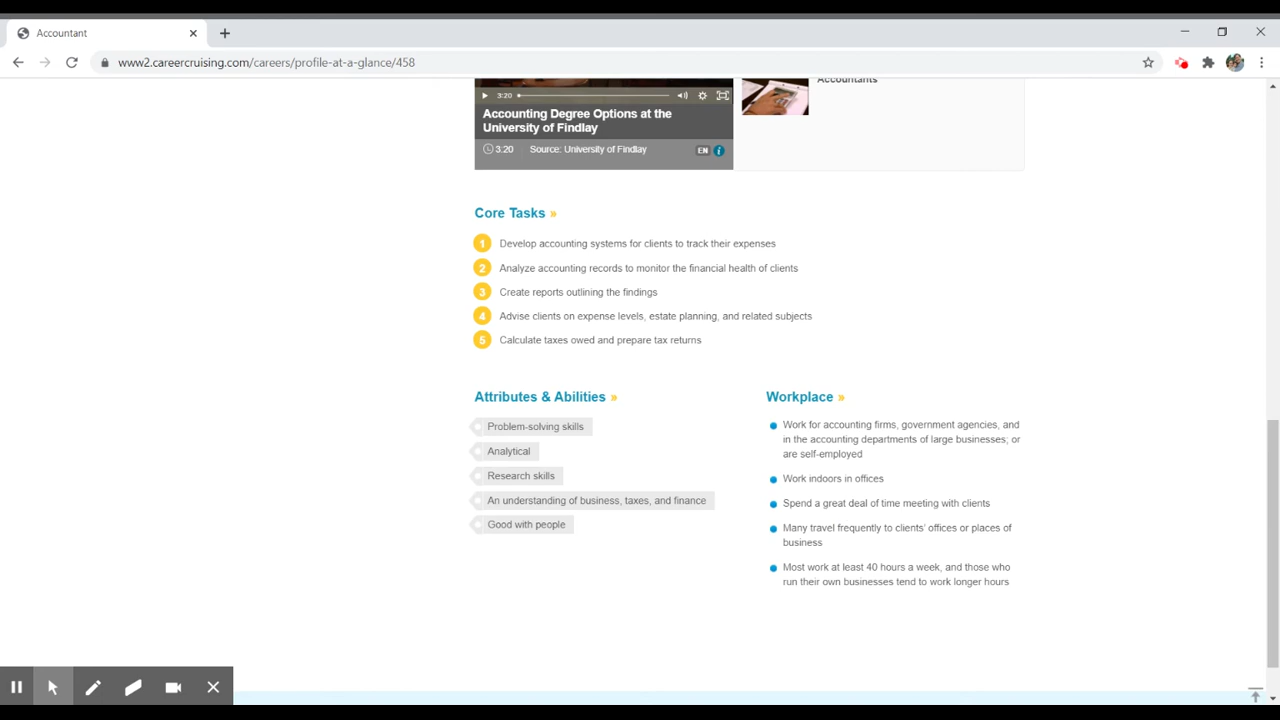 Accountant
www2.careercruising.com/careers/profile-at-a-glance/458
3:20
Accounting Degree Options at the
University of Findlay
3:20 Source: University of Findlay EN i
Accountants
Core Tasks »
1 Develop accounting systems for clients to track their expenses
2 Analyze accounting records to monitor the financial health of clients
3 Create reports outlining the findings
4 Advise clients on expense levels, estate planning, and related subjects
5 Calculate taxes owed and prepare tax returns
Attributes & Abilities »
Problem-solving skills
Analytical
Research skills
An understanding of business, taxes, and finance
Good with people
Workplace »
Work for accounting firms, government agencies, and
in the accounting departments of large businesses; or
are self-employed
Work indoors in offices
Spend a great deal of time meeting with clients
Many travel frequently to clients' offices or places of
business
Most work at least 40 hours a week, and those who
run their own businesses tend to work longer hours